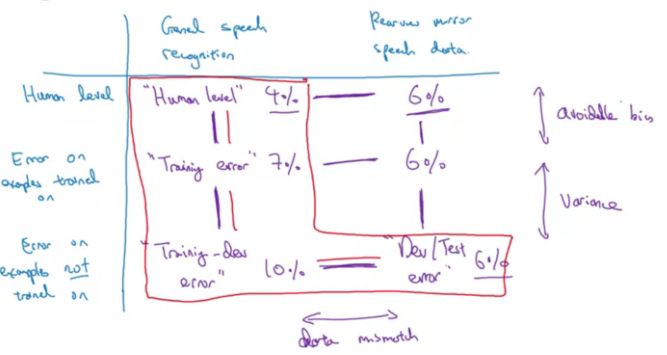 General speech
recognition
Rearview mirror
speech data.
Human level
"Human level" 4%
6%
avoidable bias
Error on
examples trained
on
"Training error" 7%
6%
Variance
Error on
examples not
trained on
"Training-dev
error" 10%
"Dev/Test
error" 6%
data mismatch